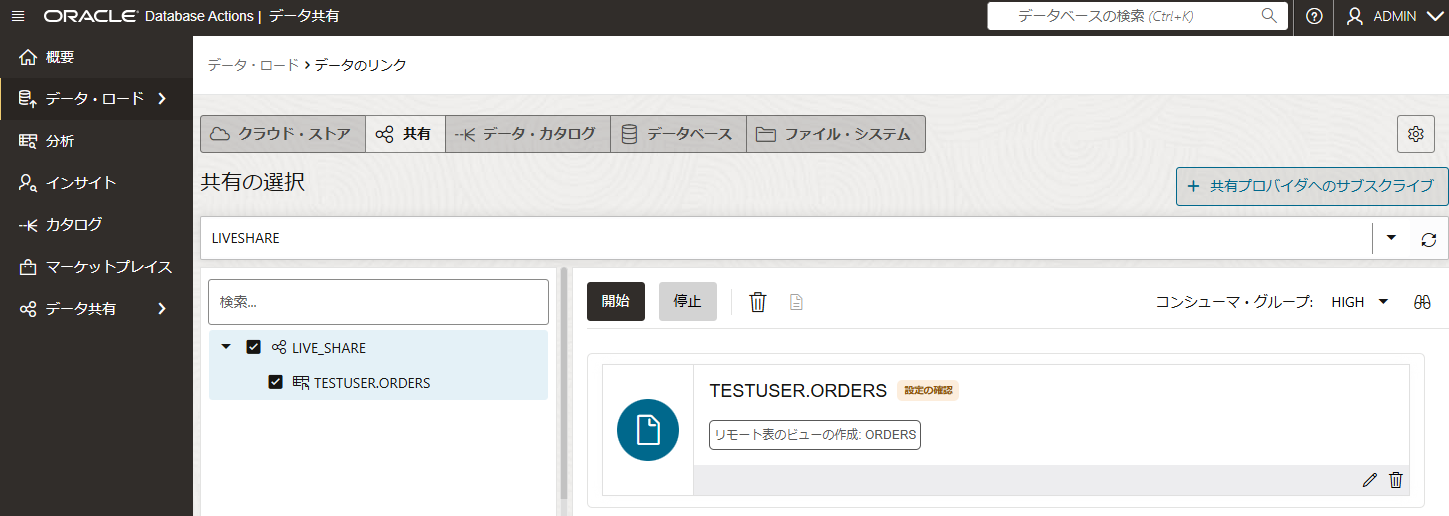 ORACLE Database Actions | データ共有
データベースの検索 (Ctrl+K)
ADMIN
概要
データ・ロード
分析
インサイト
カタログ
マーケットプレイス
データ共有
データ・ロード > データのリンク
クラウド・ストア
共有
データ・カタログ
データベース
ファイル・システム
共有の選択
+ 共有プロバイダへのサブスクライブ
LIVESHARE
検索...
LIVE_SHARE
TESTUSER.ORDERS
開始
停止
コンシューマ・グループ: HIGH
TESTUSER.ORDERS 設定の確認
リモート表のビューの作成: ORDERS